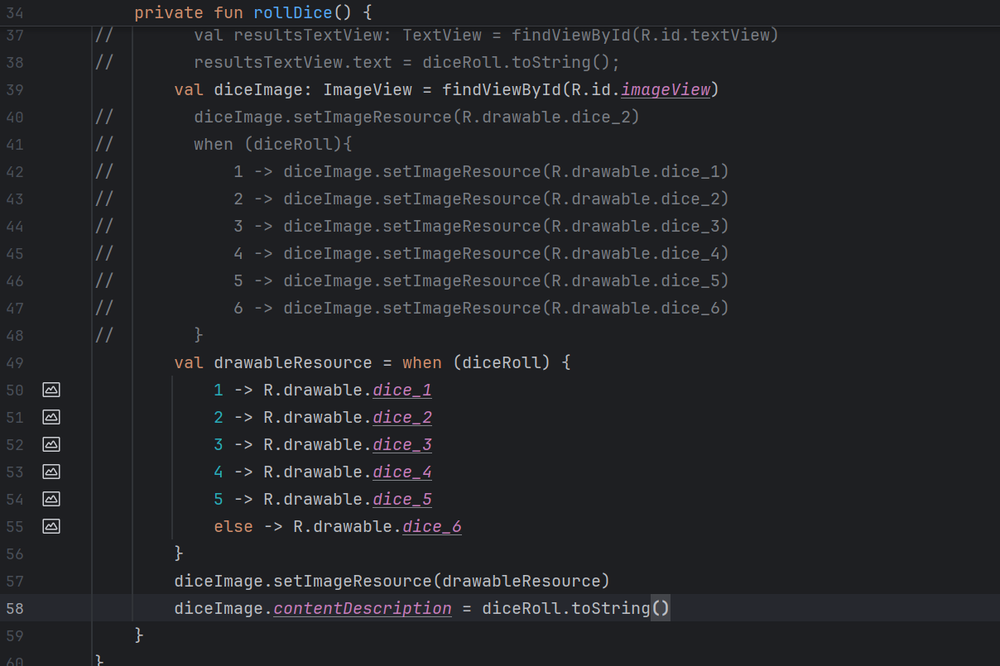 34 private fun rollDice() {
37 // val resultsTextView: TextView = findViewById(R.id.textView)
38 // resultsTextView.text = diceRoll.toString();
39 val diceImage: ImageView = findViewById(R.id.imageView)
40 // diceImage.setImageResource(R.drawable.dice_2)
41 // when (diceRoll){
42 // 1 -> diceImage.setImageResource(R.drawable.dice_1)
43 // 2 -> diceImage.setImageResource(R.drawable.dice_2)
44 // 3 -> diceImage.setImageResource(R.drawable.dice_3)
45 // 4 -> diceImage.setImageResource(R.drawable.dice_4)
46 // 5 -> diceImage.setImageResource(R.drawable.dice_5)
47 // 6 -> diceImage.setImageResource(R.drawable.dice_6)
48 // }
49 val drawableResource = when (diceRoll) {
50 1 -> R.drawable.dice_1
51 2 -> R.drawable.dice_2
52 3 -> R.drawable.dice_3
53 4 -> R.drawable.dice_4
54 5 -> R.drawable.dice_5
55 else -> R.drawable.dice_6
56 }
57 diceImage.setImageResource(drawableResource)
58 diceImage.contentDescription = diceRoll.toString()
59 }
60 }